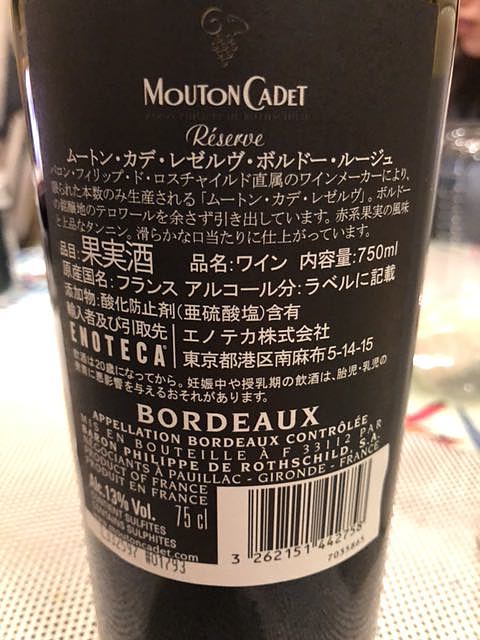 MOUTON CADET
Réserve
ムートン・カデ・レゼルヴ・ボルドー・ルージュ
バロン・フィリップ・ド・ロスチャイルド直属のワインメーカーにより、
限られた本数のみ生産される「ムートン・カデ・レゼルヴ」。ボルドー
の銘醸地のテロワールを余さず引き出しています。赤系果実の風味
と上品なタンニン。滑らかな口当たりに仕上がっています。
品目:果実酒 品名:ワイン 内容量:750ml
原産国名:フランス アルコール分:ラベルに記載
添加物:酸化防止剤(亜硫酸塩)含有
輸入者及び引取先 エノテカ株式会社
ENOTECA 東京都港区南麻布5-14-15
飲酒は20歳になってから。妊娠中や授乳期の飲酒は、胎児・乳児の
発育に悪影響を与えるおそれがあります。
BORDEAUX
APPELLATION BORDEAUX CONTRÔLÉE
MIS EN BOUTEILLE À F 33112 PAR
BARON PHILIPPE DE ROTHSCHILD, S.A.
NÉGOCIANTS À PAUILLAC - GIRONDE - FRANCE
PRODUCT OF FRANCE
PRODUIT EN FRANCE
Alc.13% Vol. 75 cl
CONTIENT SULFITES
CONTAINS SULPHITES
moutoncadet.com
W01793
3 262151 442758
7035865